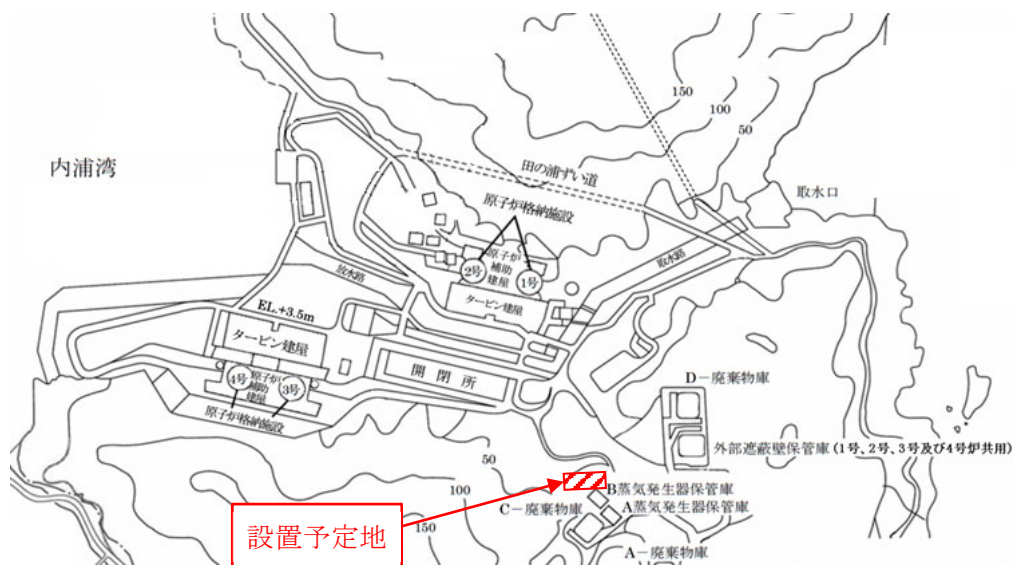 150
100
50
内浦湾
田の浦ずい道
取水口
原子炉格納施設
2号
原子炉
補助
建屋
1号
放水路
取水路
タービン建屋
EL.+3.5m
タービン建屋
開閉所
4号
原子炉
補助
建屋
3号
原子炉格納施設
D－廃棄物庫
外部遮蔽壁保管庫(1号、2号、3号及び4号炉共用)
50
100
150
B蒸気発生器保管庫
C－廃棄物庫
A蒸気発生器保管庫
設置予定地
A－廃棄物庫